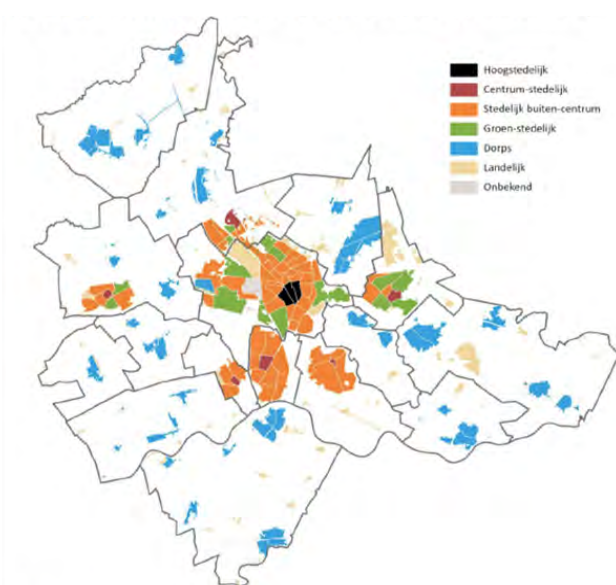 Hoogstedelijk
Centrum-stedelijk
Stedelijk buiten-centrum
Groen-stedelijk
Dorps
Landelijk
Onbekend